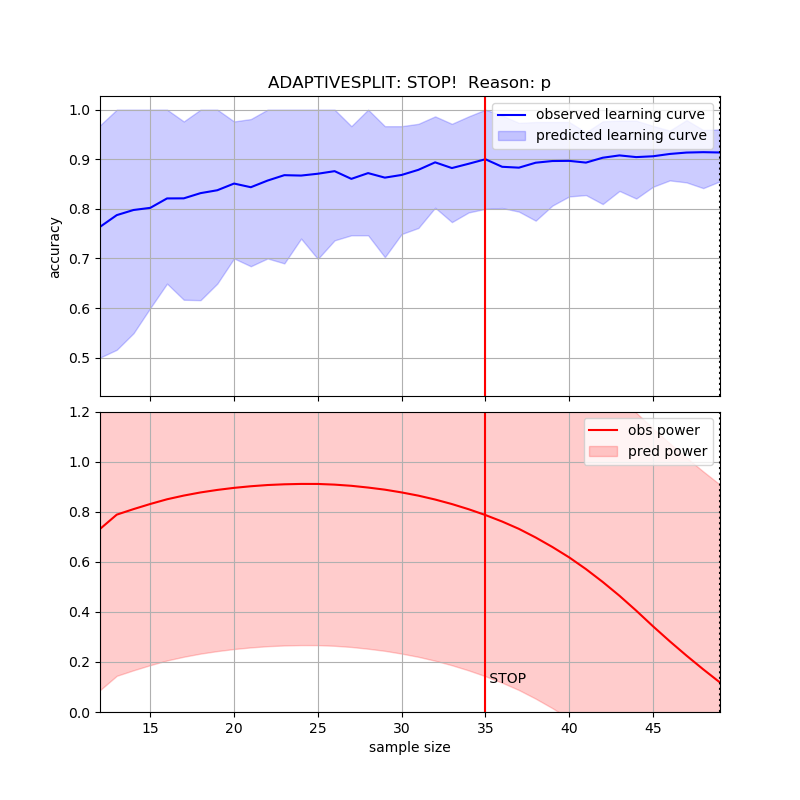 ADAPTIVESPLIT: STOP!  Reason: p
1.0
0.9
0.8
0.7
0.6
0.5
accuracy
observed learning curve
predicted learning curve
1.2
1.0
0.8
0.6
0.4
0.2
0.0
obs power
pred power
STOP
15 20 25 30 35 40 45
sample size